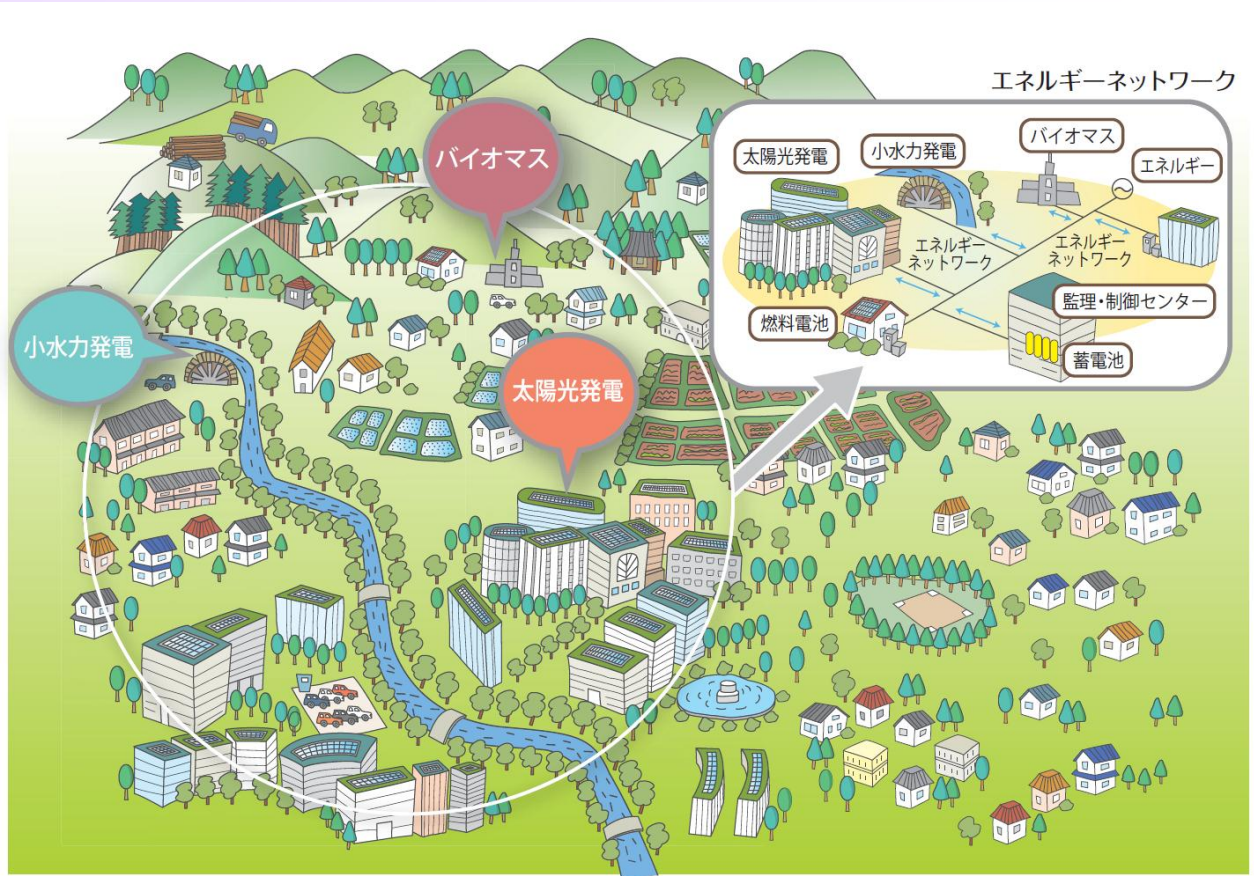 エネルギーネットワーク
バイオマス
太陽光発電
小水力発電
バイオマス
エネルギー
エネルギー
ネットワーク
エネルギー
ネットワーク
監理・制御センター
燃料電池
蓄電池
小水力発電
太陽光発電